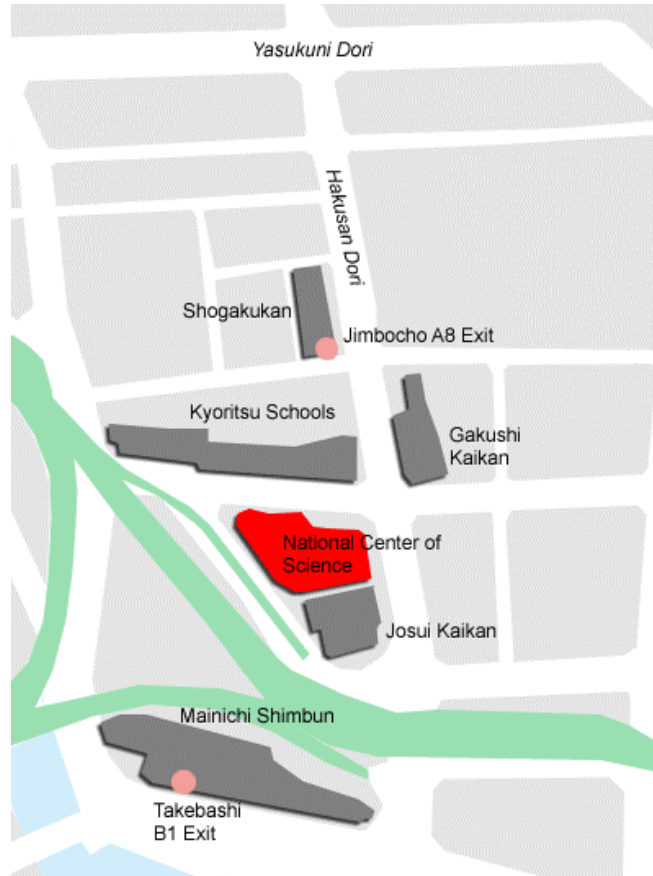 Yasukuni Dori
Hakusan Dori
Shogakukan
Jimbocho A8 Exit
Kyoritsu Schools
Gakushi
Kaikan
National Center of
Science
Josui Kaikan
Mainichi Shimbun
Takebashi
B1 Exit